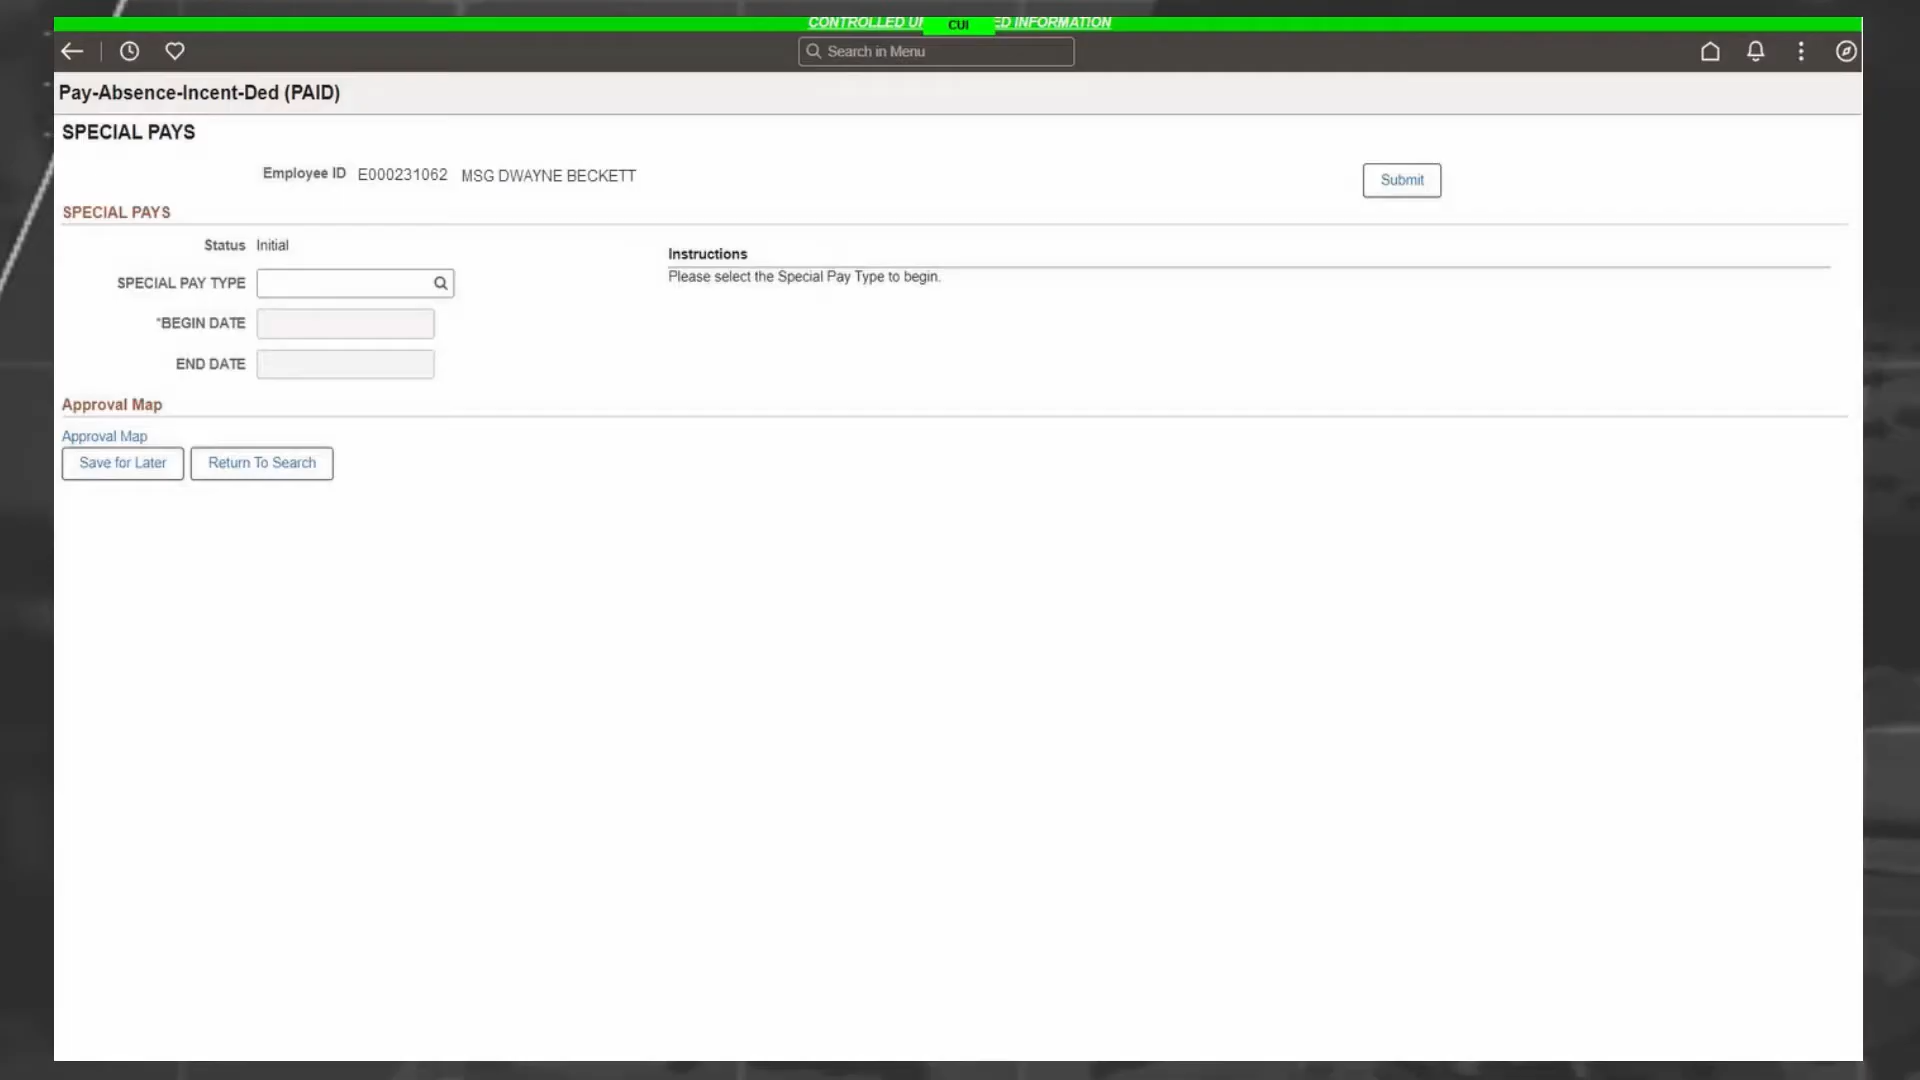 CONTROLLED U
CUI
ED INFORMATION
Search in Menu
Pay-Absence-Incent-Ded (PAID)
SPECIAL PAYS
Employee ID E000231062 MSG DWAYNE BECKETT
Submit
SPECIAL PAYS
Status Initial
Instructions
Please select the Special Pay Type to begin.
SPECIAL PAY TYPE
*BEGIN DATE
END DATE
Approval Map
Approval Map
Save for Later
Return To Search